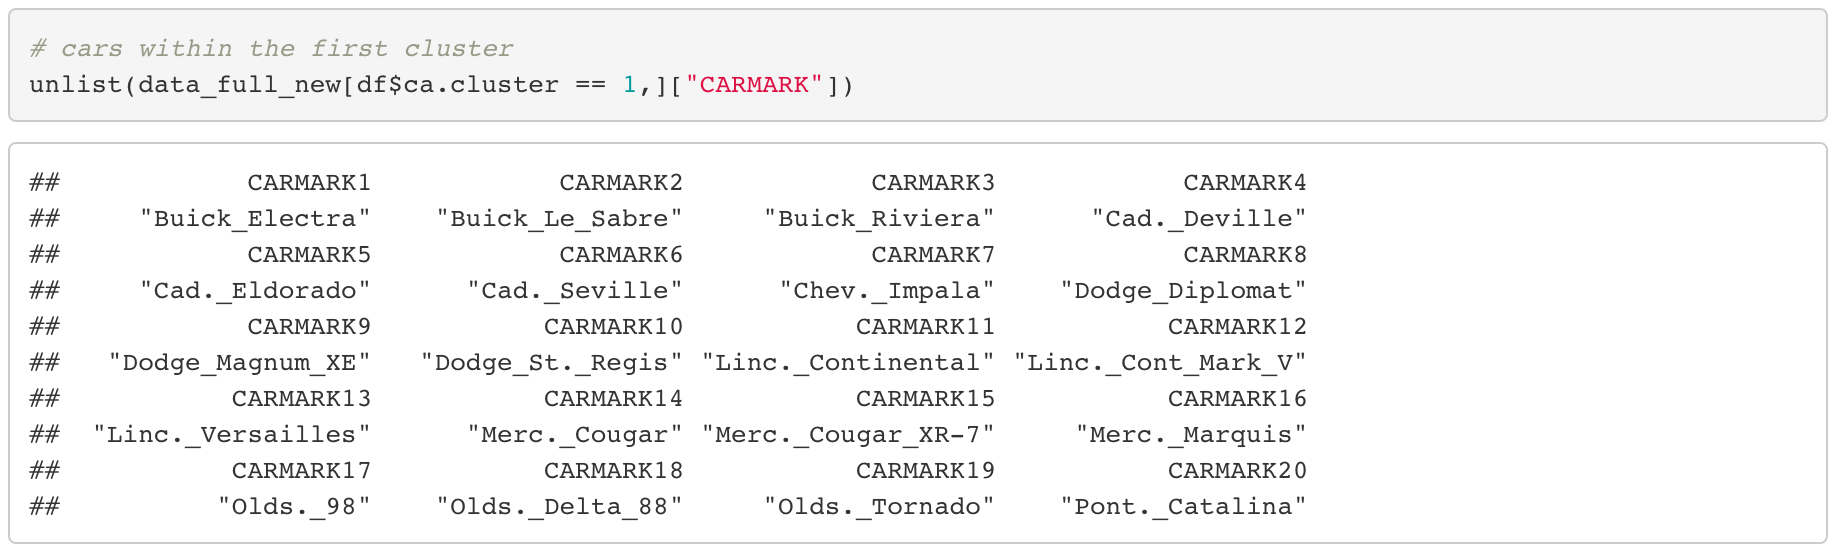 # cars within the first cluster
unlist(data_full_new[df$ca.cluster == 1,]["CARMARK"])
## CARMARK1 CARMARK2 CARMARK3 CARMARK4
## "Buick_Electra" "Buick_Le_Sabre" "Buick_Riviera" "Cad._Deville"
## CARMARK5 CARMARK6 CARMARK7 CARMARK8
## "Cad._Eldorado" "Cad._Seville" "Chev._Impala" "Dodge_Diplomat"
## CARMARK9 CARMARK10 CARMARK11 CARMARK12
## "Dodge_Magnum_XE" "Dodge_St._Regis" "Linc._Continental" "Linc._Cont_Mark_V"
## CARMARK13 CARMARK14 CARMARK15 CARMARK16
## "Linc._Versailles" "Merc._Cougar" "Merc._Cougar_XR-7" "Merc._Marquis"
## CARMARK17 CARMARK18 CARMARK19 CARMARK20
## "Olds._98" "Olds._Delta_88" "Olds._Tornado" "Pont._Catalina"